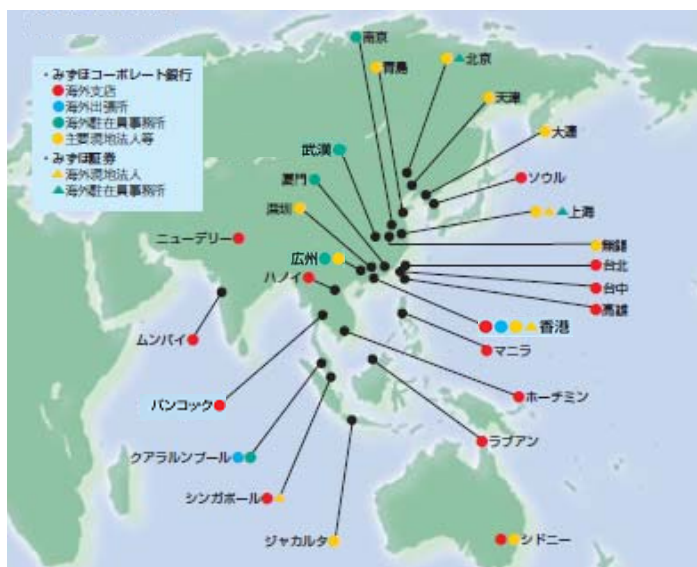 ・みずほコーポレート銀行
海外支店
海外出張所
海外駐在員事務所
主要現地法人等
・みずほ証券
海外現地法人
海外駐在員事務所
南京
青島
北京
天津
大連
武漢
ソウル
厦門
深圳
上海
ニューデリー
無錫
広州
台北
ハノイ
台中
高雄
香港
ムンバイ
マニラ
ホーチミン
バンコック
ラブアン
クアラルンプール
シンガポール
ジャカルタ
シドニー